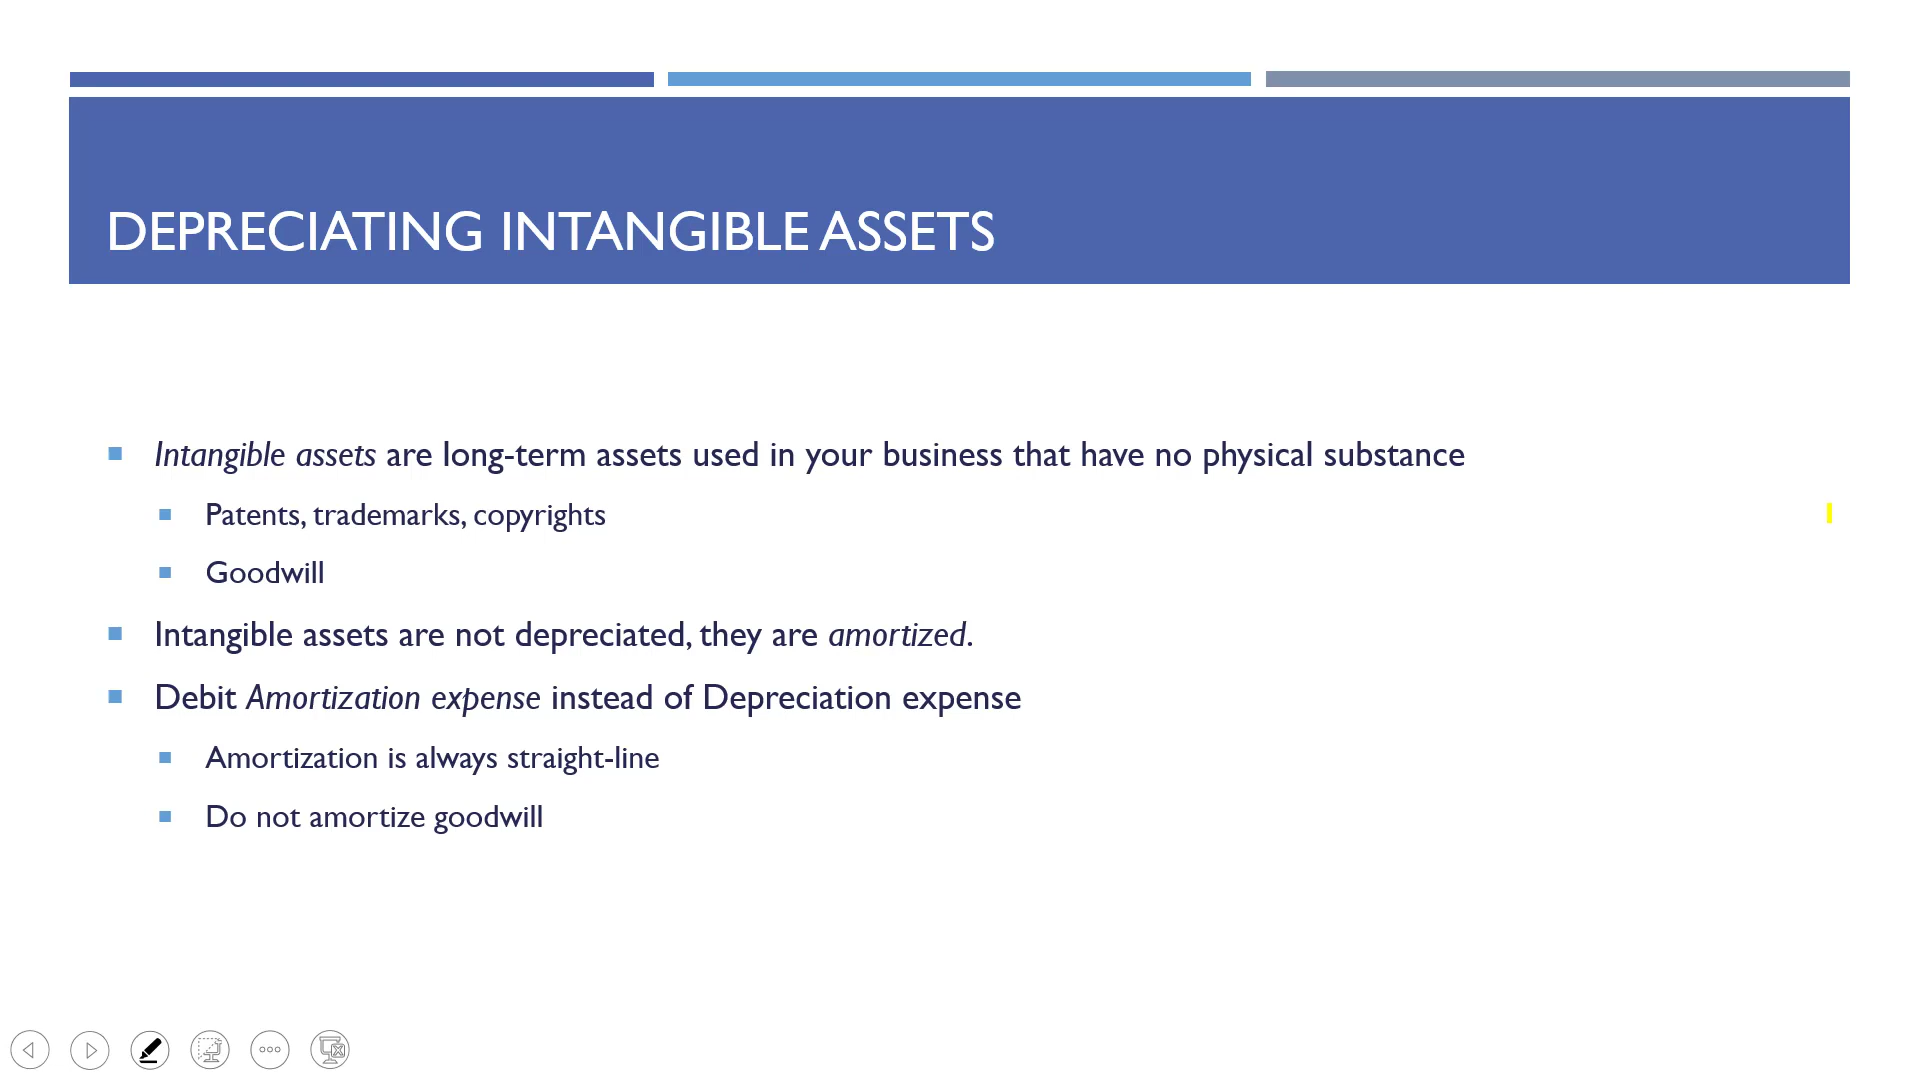 DEPRECIATING INTANGIBLE ASSETS
Intangible assets are long-term assets used in your business that have no physical substance
Patents, trademarks, copyrights
Goodwill
Intangible assets are not depreciated, they are amortized.
Debit Amortization expense instead of Depreciation expense
Amortization is always straight-line
Do not amortize goodwill